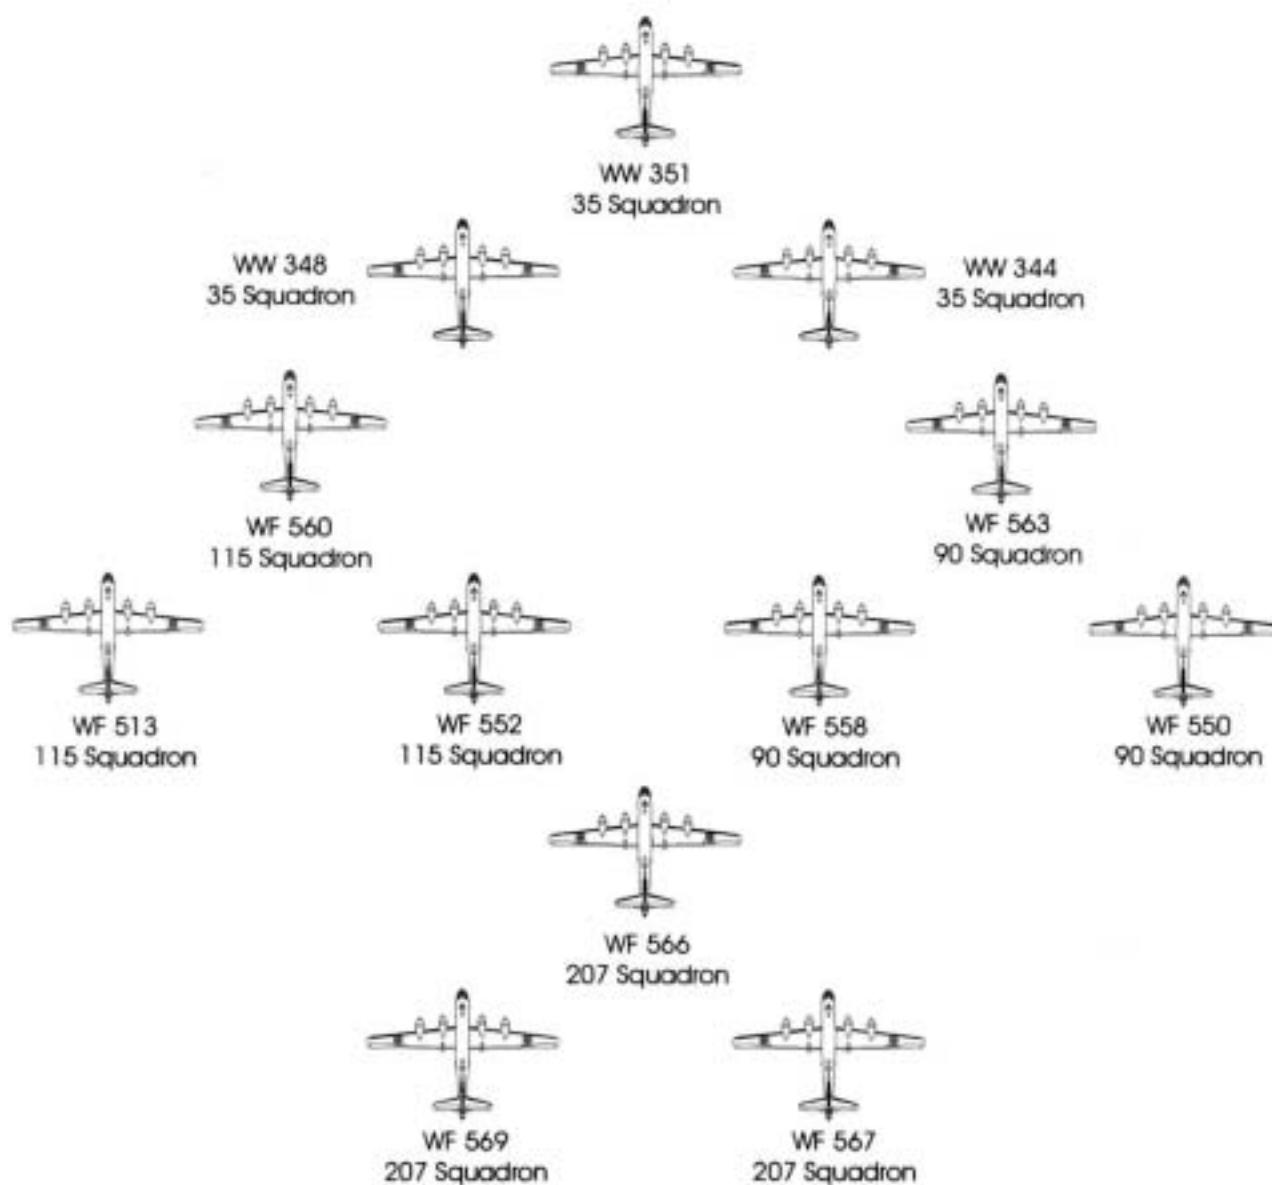 WW 351
35 Squadron
WW 348
35 Squadron
WW 344
35 Squadron
WF 560
115 Squadron
WF 563
90 Squadron
WF 513
115 Squadron
WF 552
115 Squadron
WF 558
90 Squadron
WF 550
90 Squadron
WF 566
207 Squadron
WF 569
207 Squadron
WF 567
207 Squadron